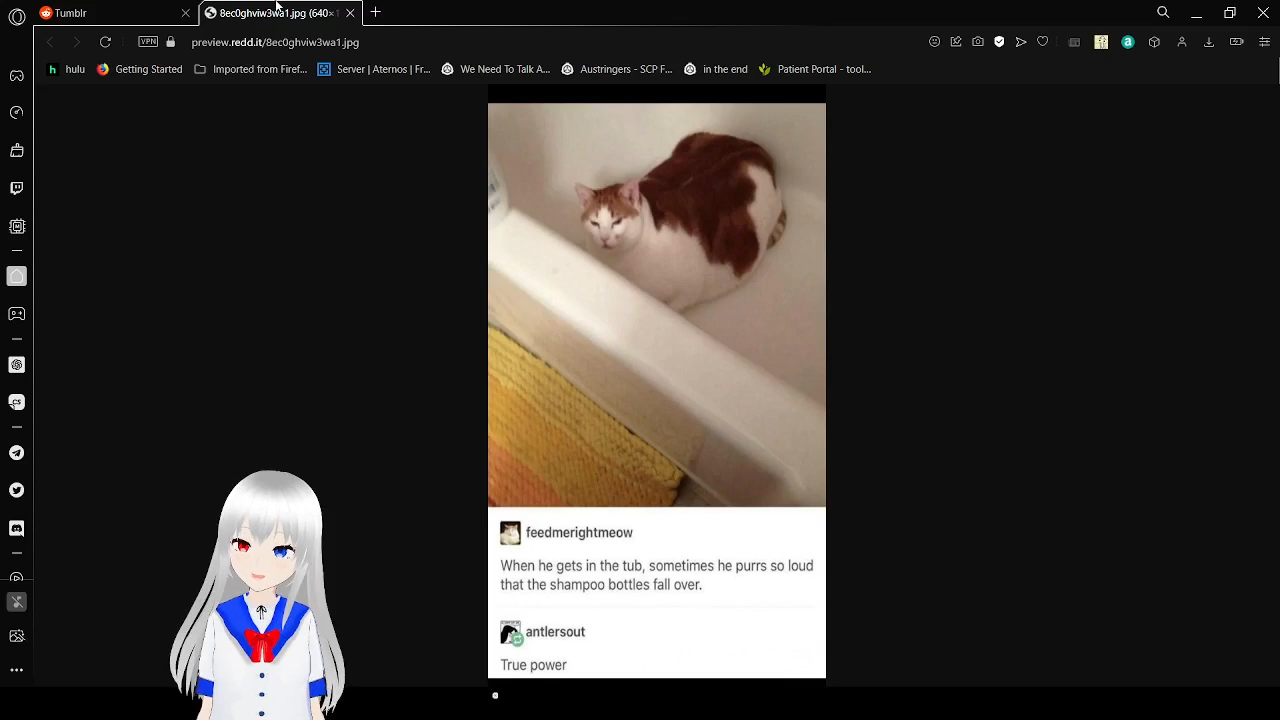 Tumblr
8ec0ghviw3wa1.jpg (640×1
VPN
preview.redd.it/8ec0ghviw3wa1.jpg
h hulu
Getting Started
Imported from Firef...
Server | Aternos | Fr...
We Need To Talk A...
Austringers - SCP F...
in the end
Patient Portal - tool...
feedmerightmeow
When he gets in the tub, sometimes he purrs so loud
that the shampoo bottles fall over.
antlersout
True power